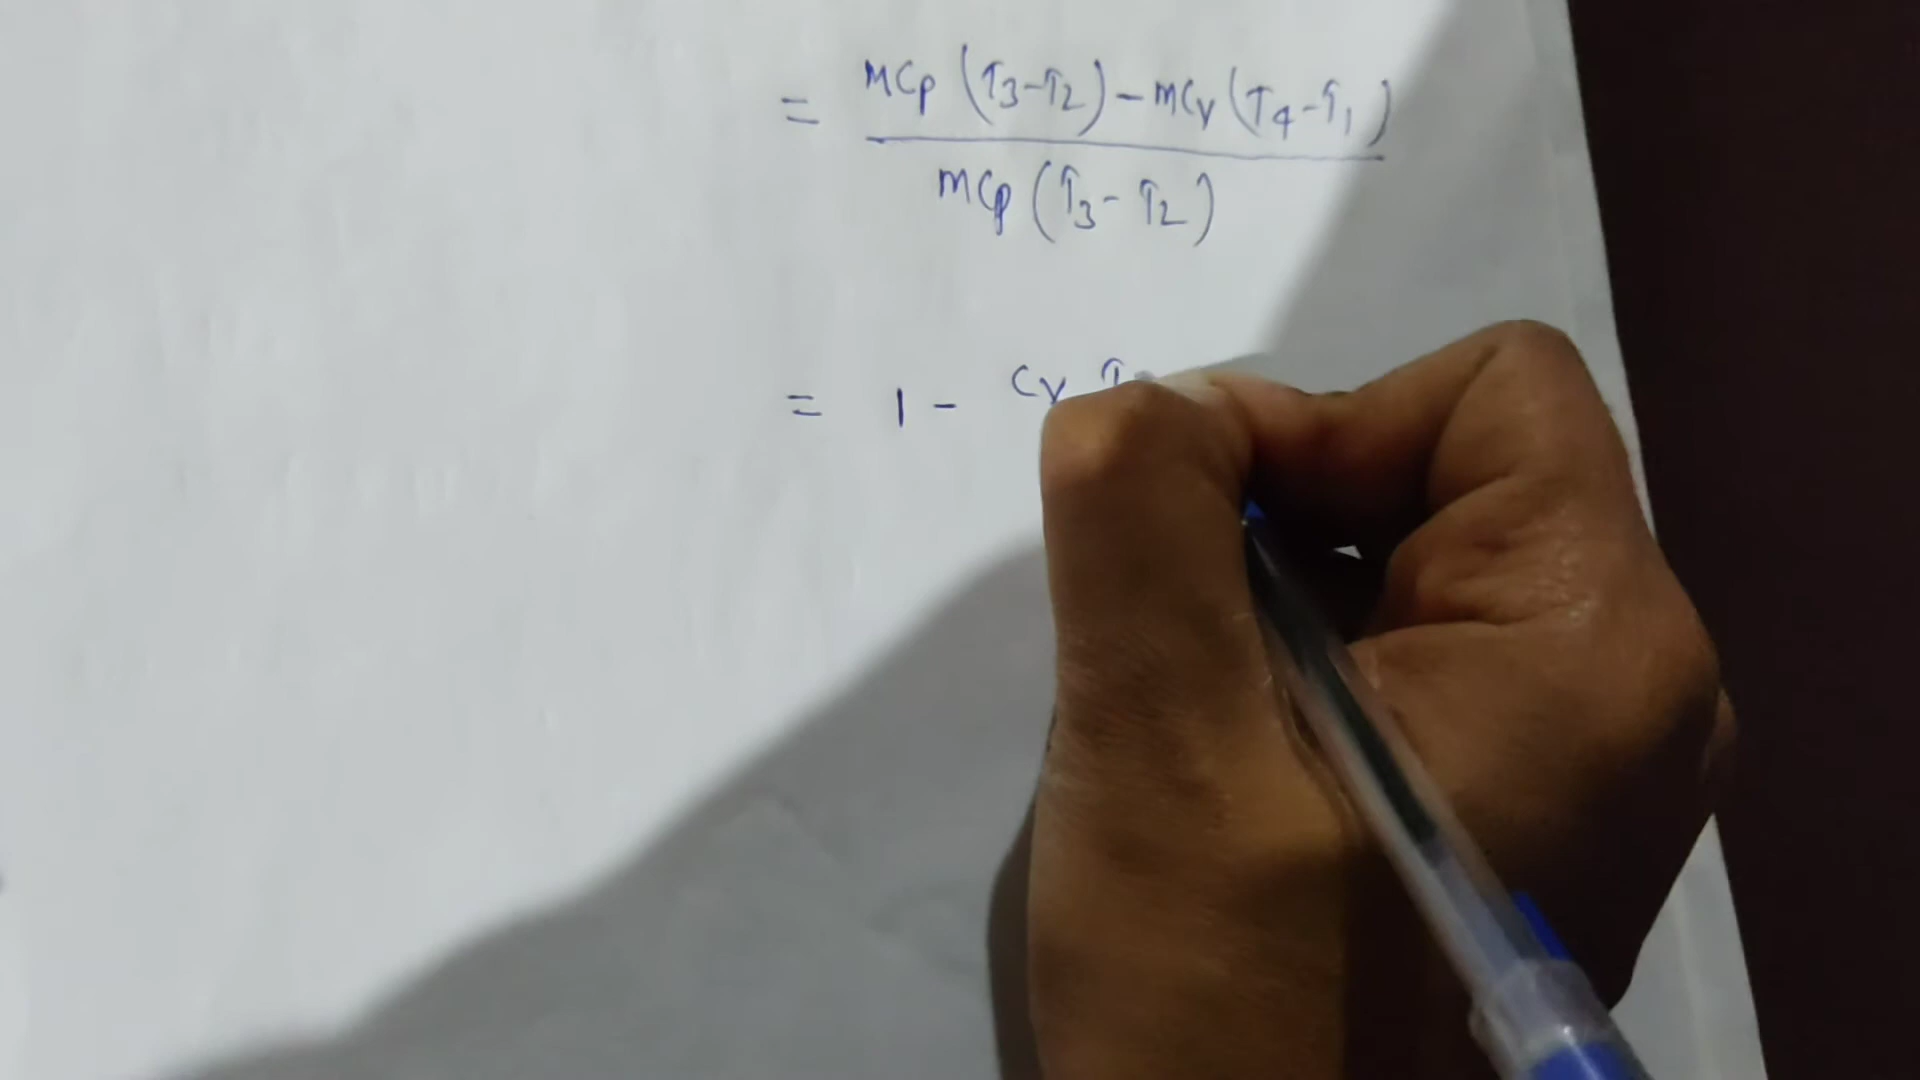 = mCp (T3-T2) - mCv (T4-T1)
mCp (T3 - T2)
= 1 - Cv T